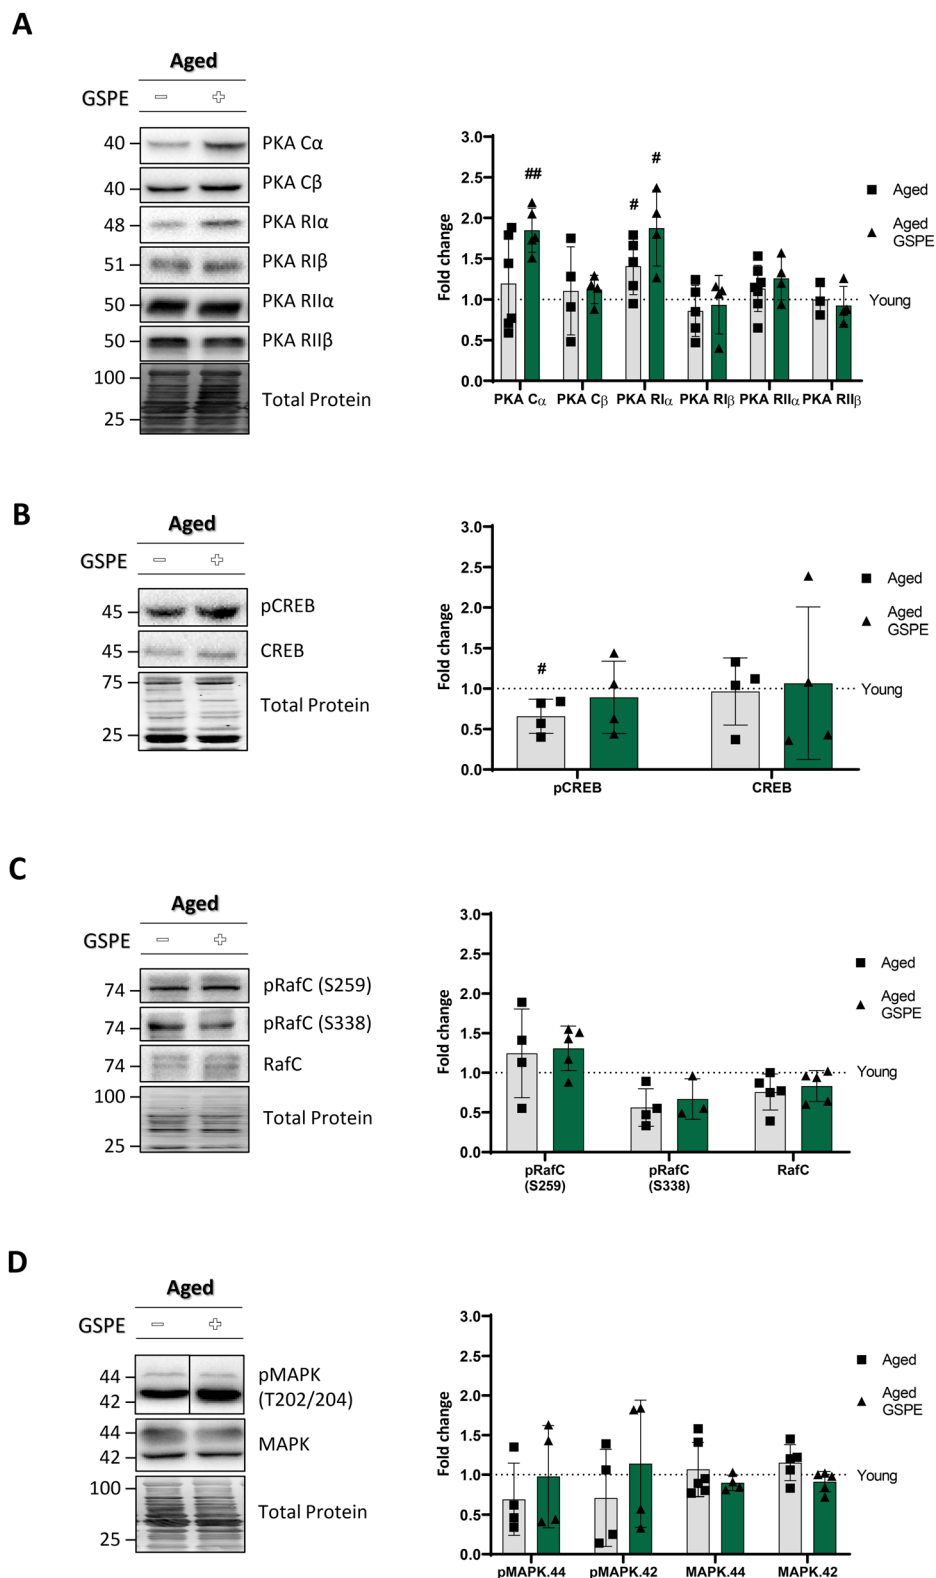 A
Aged
GSPE − +
40 PKA Cα
40 PKA Cβ
48 PKA RIα
51 PKA RIβ
50 PKA RIIα
50 PKA RIIβ
100
Total Protein
25
Fold change
3.0
2.5
2.0
1.5
1.0
0.5
0.0
## # #
Aged
Aged
GSPE
Young
PKA Cα PKA Cβ PKA RIα PKA RIβ PKA RIIα PKA RIIβ
B
Aged
GSPE − +
45 pCREB
45 CREB
75
Total Protein
25
Fold change
3.0
2.5
2.0
1.5
1.0
0.5
0.0
#
Aged
Aged
GSPE
Young
pCREB CREB
C
Aged
GSPE − +
74 pRafC (S259)
74 pRafC (S338)
74 RafC
100
Total Protein
25
Fold change
3.0
2.5
2.0
1.5
1.0
0.5
0.0
Aged
Aged
GSPE
Young
pRafC pRafC RafC
(S259) (S338)
D
Aged
GSPE − +
44 pMAPK
42 (T202/204)
44 MAPK
42
100
Total Protein
25
Fold change
3.0
2.5
2.0
1.5
1.0
0.5
0.0
Aged
Aged
GSPE
Young
pMAPK.44 pMAPK.42 MAPK.44 MAPK.42